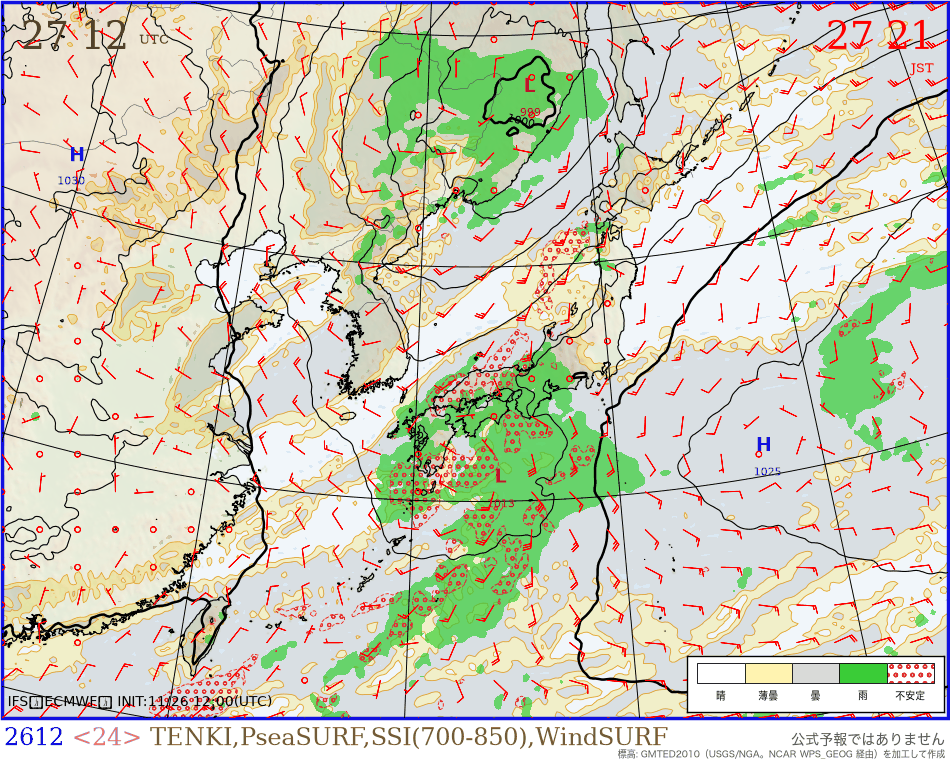 27 12 UTC
27 21
JST
L
999
1000
H
1030
H
1025
L
1013
晴 薄曇 曇 雨 不安定
IFS□ECMWF□ INIT:11/26 12:00(UTC)
2612 <24> TENKI,PseaSURF,SSI(700-850),WindSURF
公式予報ではありません
標高: GMTED2010（USGS/NGA。NCAR WPS_GEOG 経由）を加工して作成